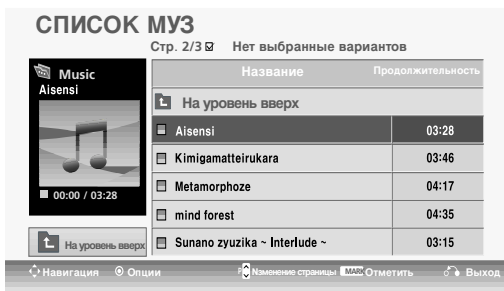 СПИСОК МУЗ
Стр. 2/3 Нет выбранные вариантов
Music
Aisensi
00:00 / 03:28
На уровень вверх
Название Продолжительность
На уровень вверх
Aisensi 03:28
Kimigamatteirukara 03:46
Metamorphoze 04:17
mind forest 04:35
Sunano zyuzika ~ Interlude ~ 03:15
Навигация Опции Nзменение страницы MARK Отметить Выход